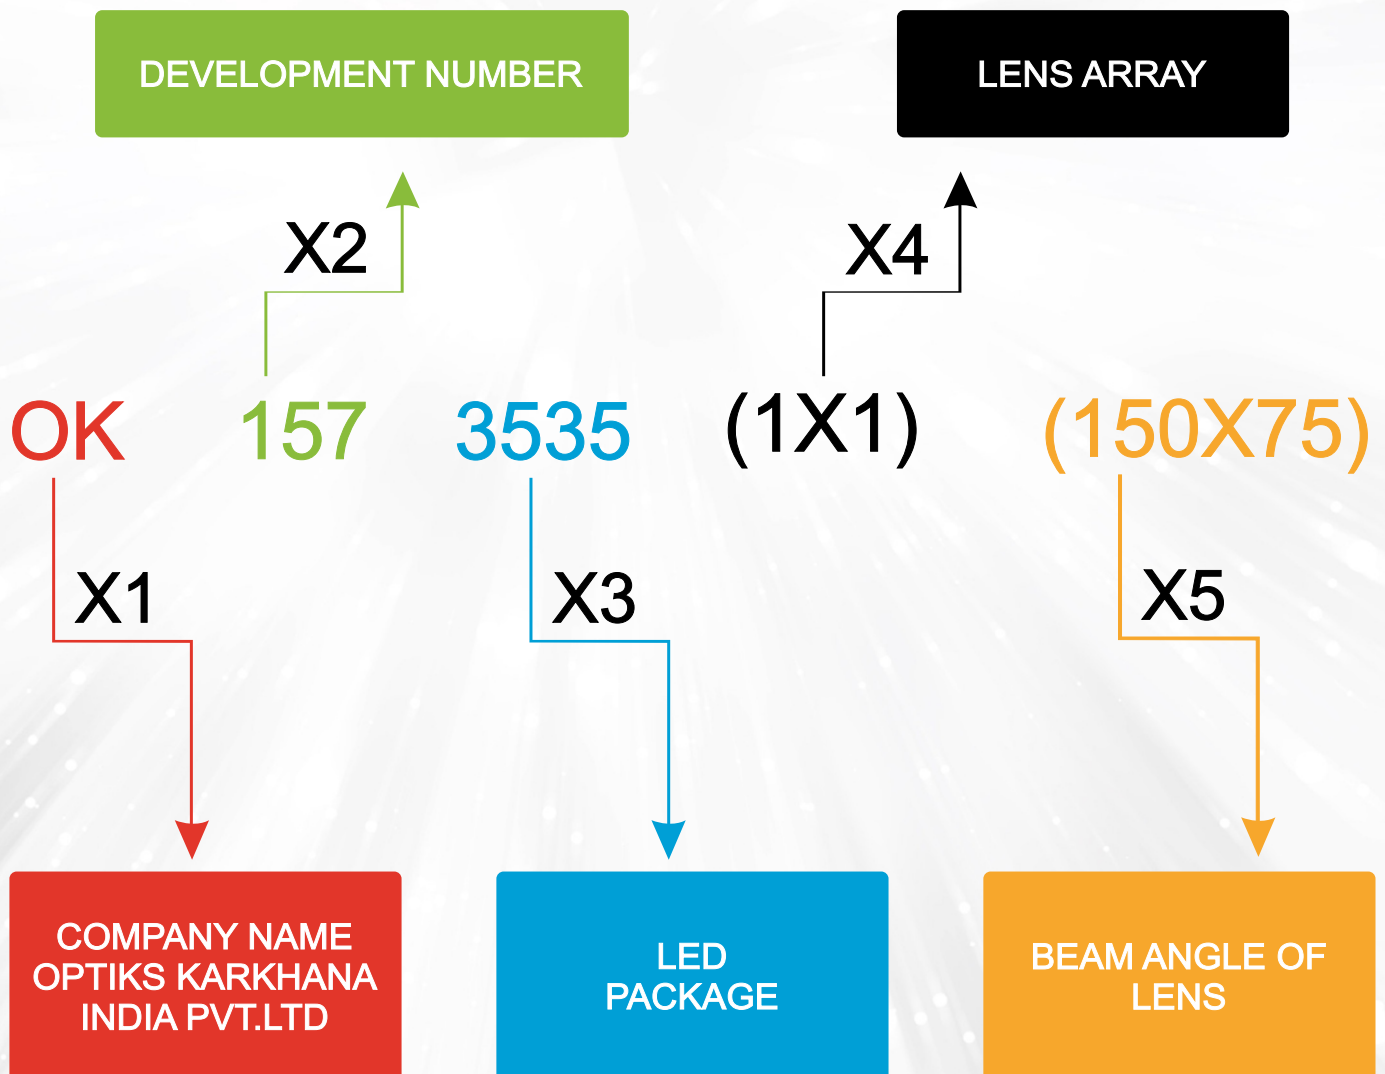 DEVELOPMENT NUMBER
LENS ARRAY
X2
X4
OK 157 3535 (1X1) (150X75)
X1
X3
X5
COMPANY NAME
OPTIKS KARKHANA
INDIA PVT.LTD
LED
PACKAGE
BEAM ANGLE OF
LENS